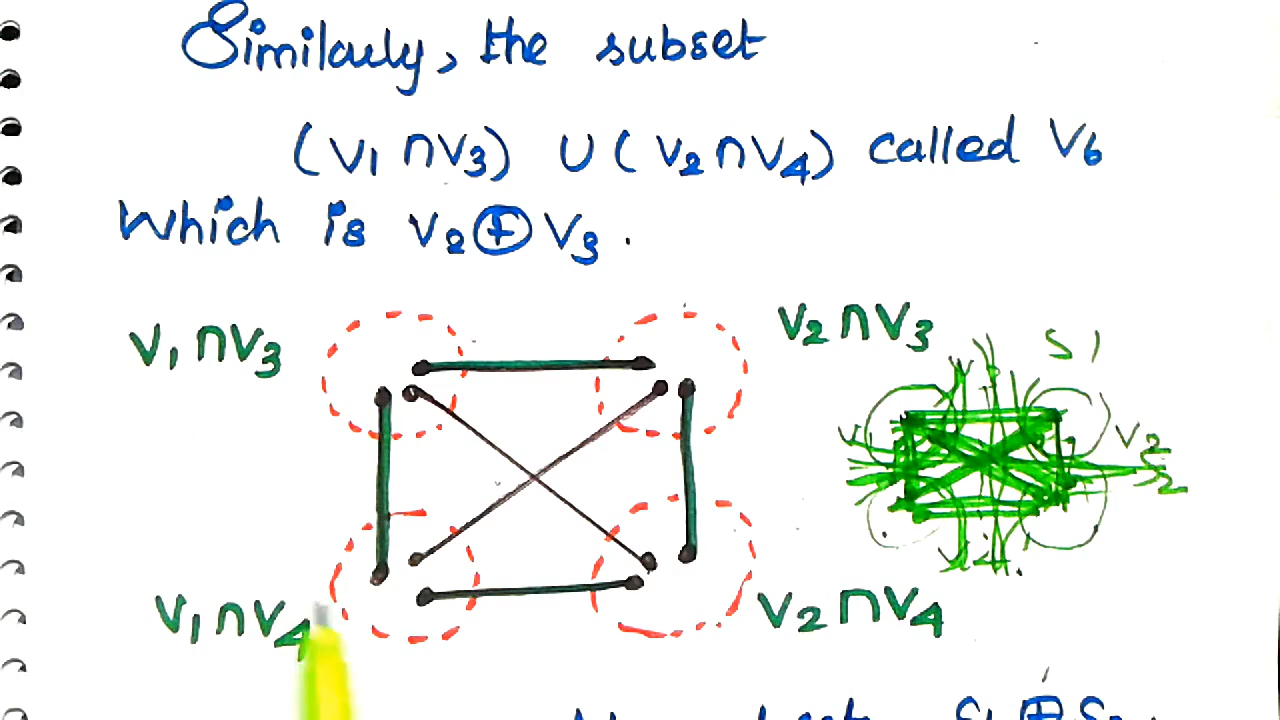 Similarly, the subset
(V1 ∩ V3) ∪ (V2 ∩ V4) called V6
Which is V2 ⊕ V3.
V1 ∩ V3
V2 ∩ V3
S1
V2
V1 ∩ V4
V2 ∩ V4